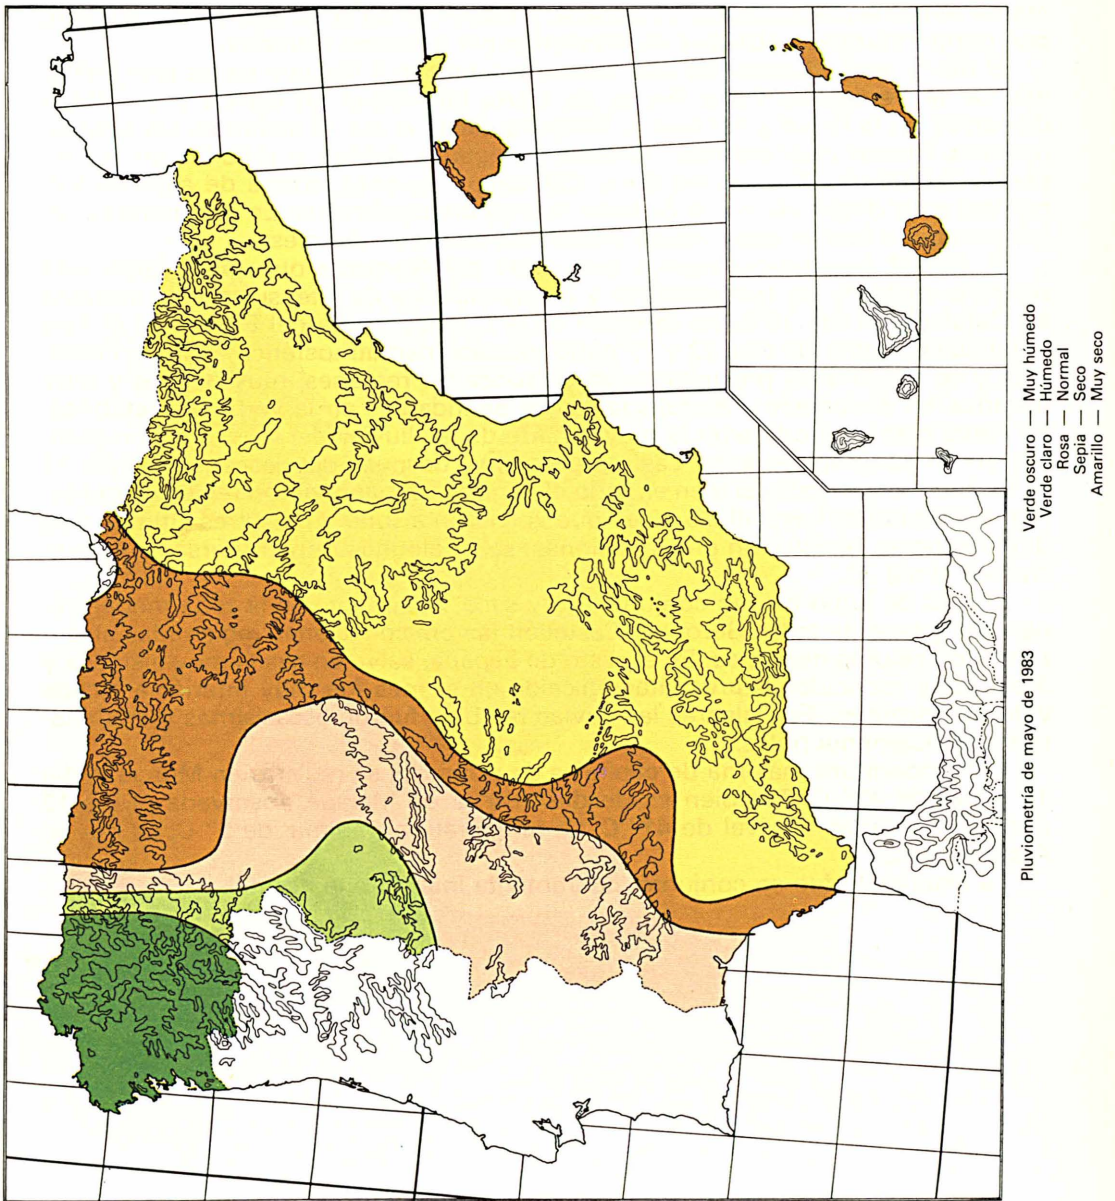 Pluviometría de mayo de 1983
Verde oscuro — Muy húmedo
Verde claro — Húmedo
Rosa — Normal
Sepia — Seco
Amarillo — Muy seco